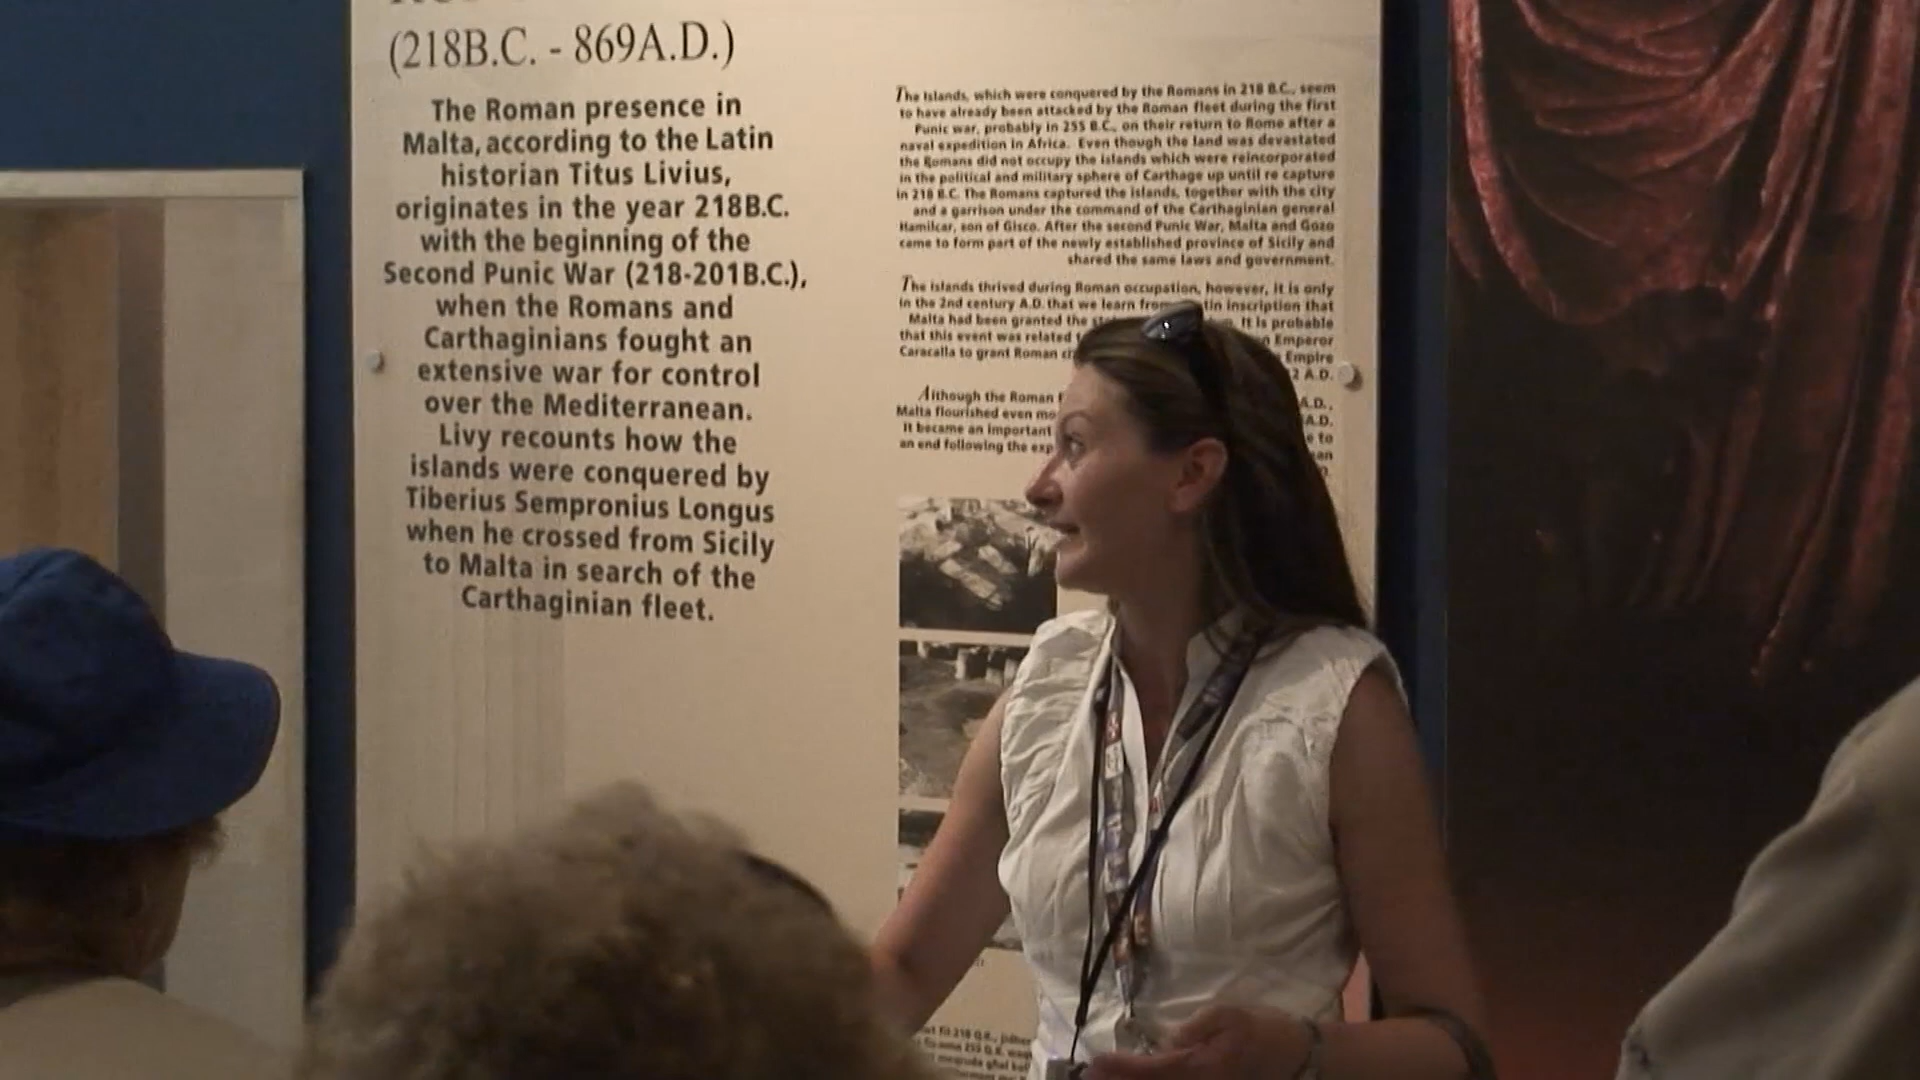 (218B.C. - 869A.D.)
The Roman presence in
Malta, according to the Latin
historian Titus Livius,
originates in the year 218B.C.
with the beginning of the
Second Punic War (218-201B.C.),
when the Romans and
Carthaginians fought an
extensive war for control
over the Mediterranean.
Livy recounts how the
islands were conquered by
Tiberius Sempronius Longus
when he crossed from Sicily
to Malta in search of the
Carthaginian fleet.
The Islands, which were conquered by the Romans in 218 B.C., seem
to have already been attacked by the Roman fleet during the first
Punic war, probably in 255 B.C., on their return to Rome after a
naval expedition in Africa. Even though the land was devastated
the Romans did not occupy the islands which were reincorporated
in the political and military sphere of Carthage up until re capture
in 218 B.C. The Romans captured the islands, together with the city
and a garrison under the command of the Carthaginian general
Hamilcar, son of Gisco. After the second Punic War, Malta and Gozo
came to form part of the newly established province of Sicily and
shared the same laws and government.
The islands thrived during Roman occupation, however, it is only
in the 2nd century A.D. that we learn from inscription that
Malta had been granted the It is probable
that this event was related Emperor
Caracalla to grant Roman Empire
A.D.
Although the Roman A.D.,
Malta flourished even A.D.
It became an important to
an end following the
218 Q.K.,
255 Q.K.